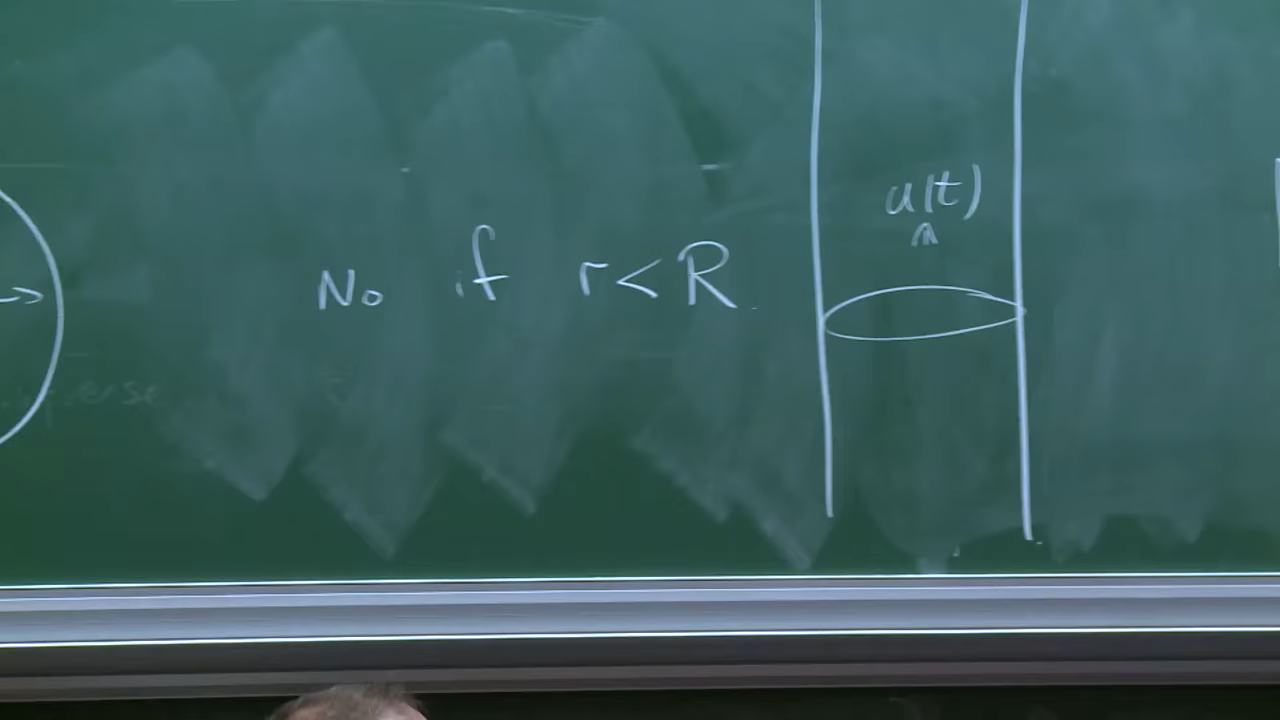 No if r < R.
u(t)